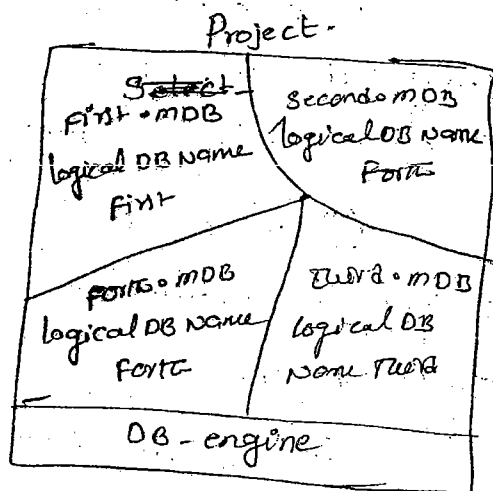 Project.
Select
First.MDB
logical DB Name
First
Second.MDB
logical DB Name
Forth
Forth.MDB
logical DB Name
Forth
Third.MDB
logical DB
Name Third
DB-engine